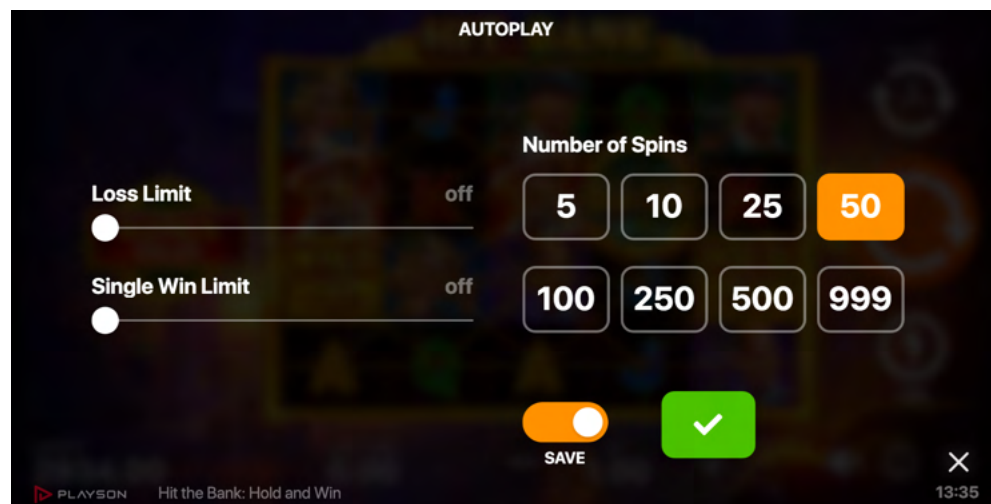 AUTOPLAY
Number of Spins
Loss Limit off
5 10 25 50
Single Win Limit off
100 250 500 999
SAVE
PLAYSON Hit the Bank: Hold and Win 13:35